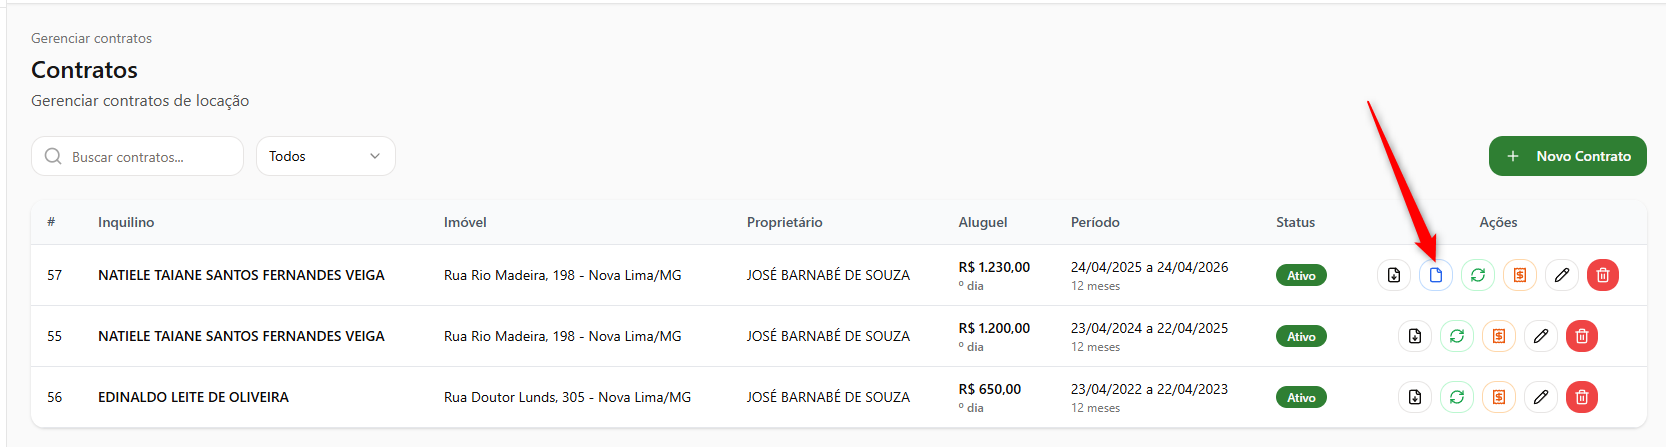 Gerenciar contratos
Contratos
Gerenciar contratos de locação
Buscar contratos...
Todos
+ Novo Contrato
# Inquilino Imóvel Proprietário Aluguel Período Status Ações
57 NATIELE TAIANE SANTOS FERNANDES VEIGA Rua Rio Madeira, 198 - Nova Lima/MG JOSÉ BARNABÉ DE SOUZA R$ 1.230,00 24/04/2025 a 24/04/2026 Ativo
º dia 12 meses
55 NATIELE TAIANE SANTOS FERNANDES VEIGA Rua Rio Madeira, 198 - Nova Lima/MG JOSÉ BARNABÉ DE SOUZA R$ 1.200,00 23/04/2024 a 22/04/2025 Ativo
º dia 12 meses
56 EDINALDO LEITE DE OLIVEIRA Rua Doutor Lunds, 305 - Nova Lima/MG JOSÉ BARNABÉ DE SOUZA R$ 650,00 23/04/2022 a 22/04/2023 Ativo
º dia 12 meses